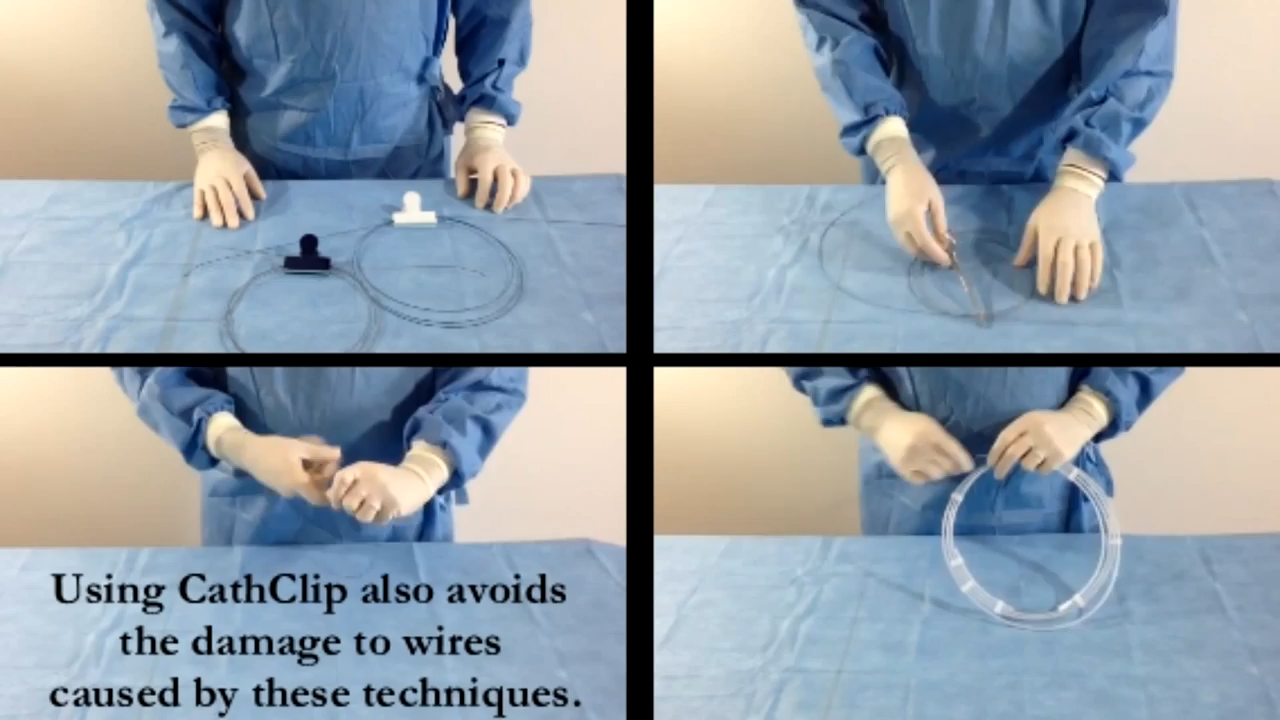 Using CathClip also avoids
the damage to wires
caused by these techniques.